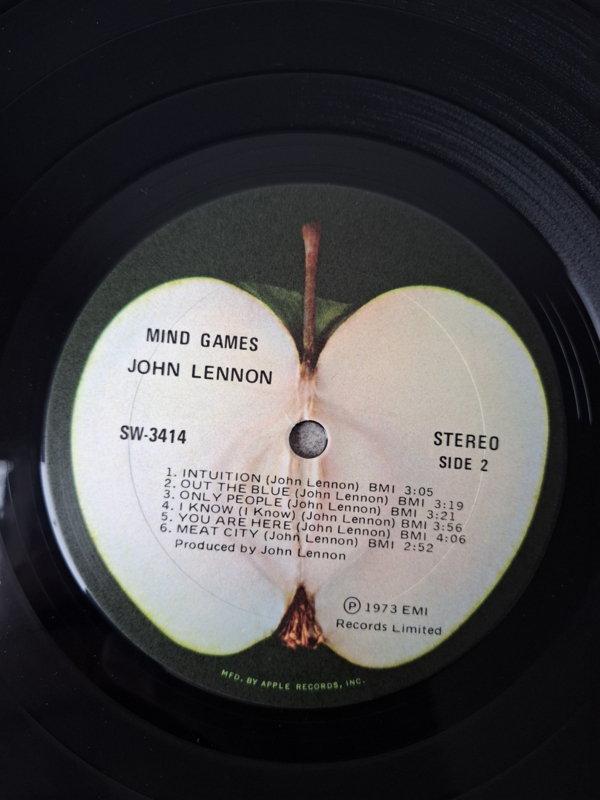 MIND GAMES
JOHN LENNON
SW-3414
STEREO
SIDE 2
1. INTUITION (John Lennon) BMI 3:05
2. OUT THE BLUE (John Lennon) BMI 3:19
3. ONLY PEOPLE (John Lennon) BMI 3:21
4. I KNOW (I Know) (John Lennon) BMI 3:56
5. YOU ARE HERE (John Lennon) BMI 4:06
6. MEAT CITY (John Lennon) BMI 2:52
Produced by John Lennon
Ⓟ 1973 EMI
Records Limited
MFD. BY APPLE RECORDS, INC.